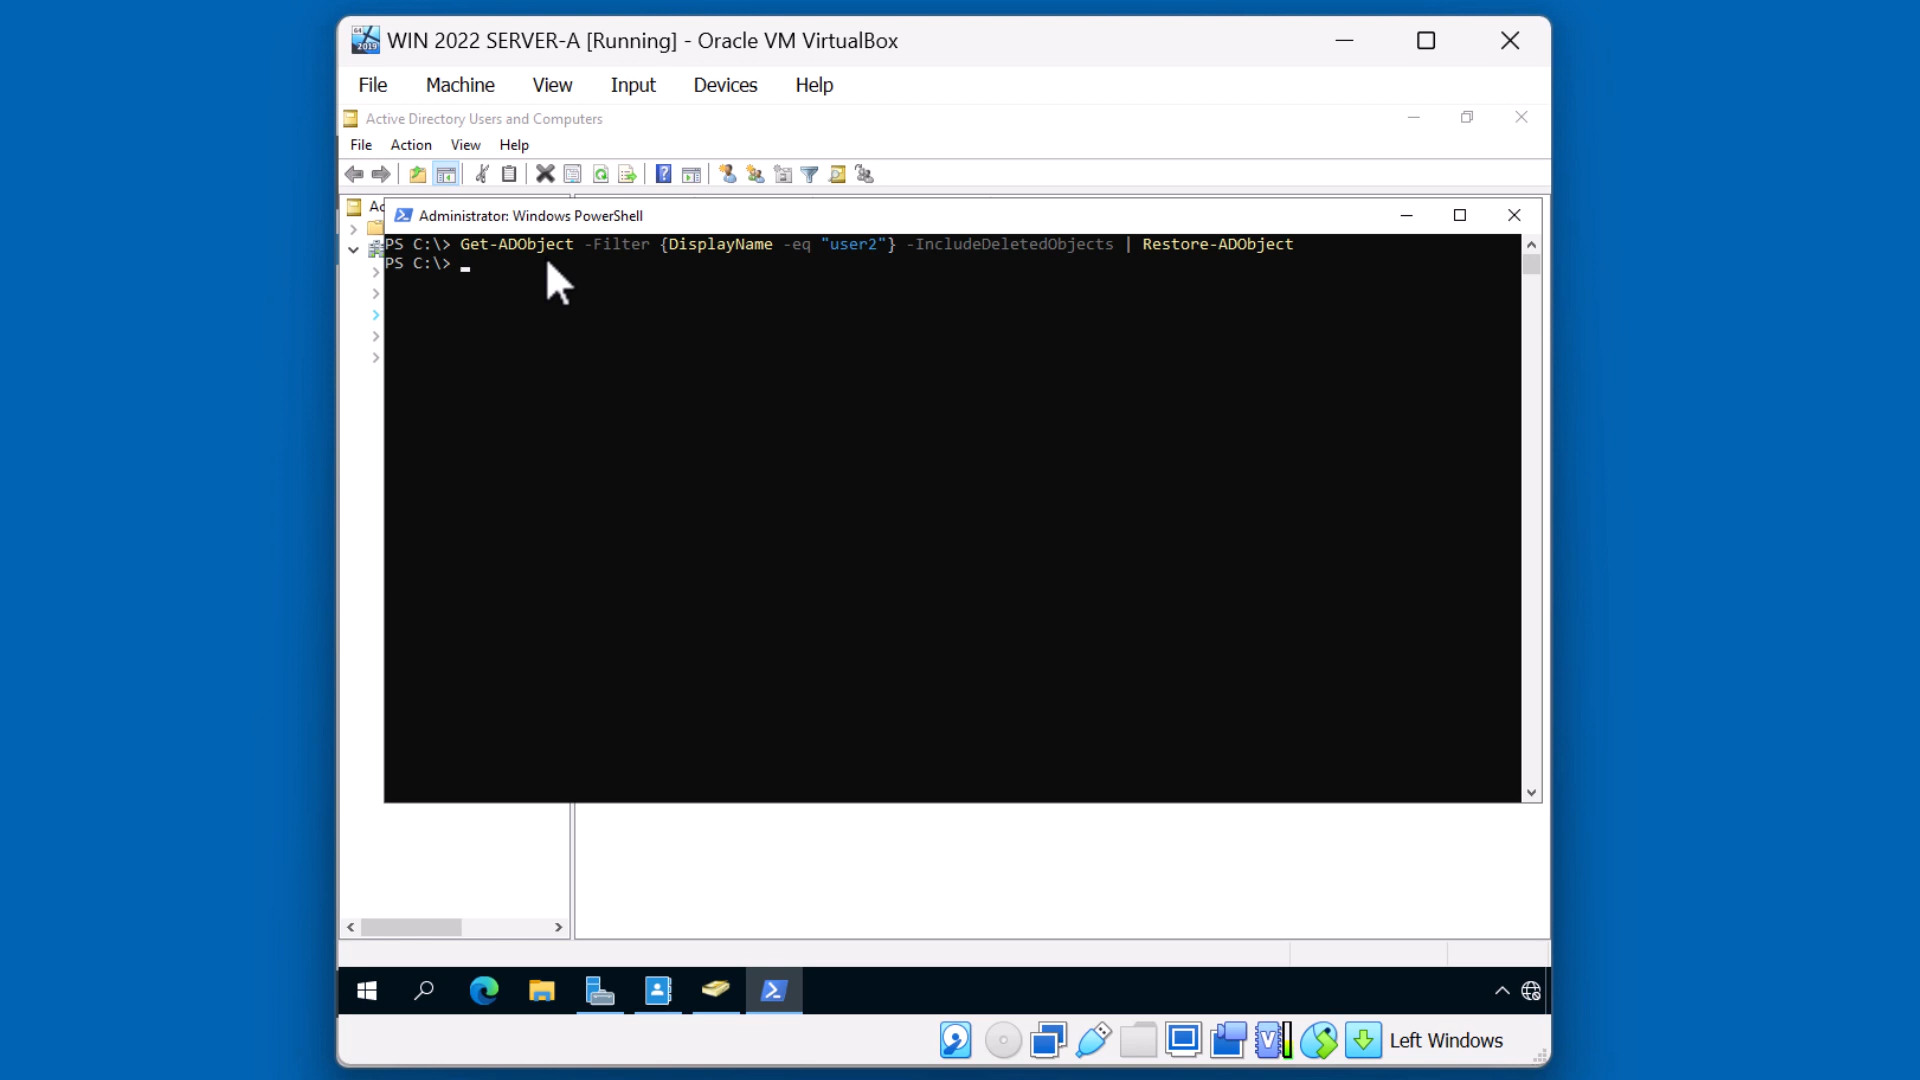 WIN 2022 SERVER-A [Running] - Oracle VM VirtualBox
File Machine View Input Devices Help
Active Directory Users and Computers
File Action View Help
Ac
Administrator: Windows PowerShell
PS C:\> Get-ADObject -Filter {DisplayName -eq "user2"} -IncludeDeletedObjects | Restore-ADObject
PS C:\>
Left Windows